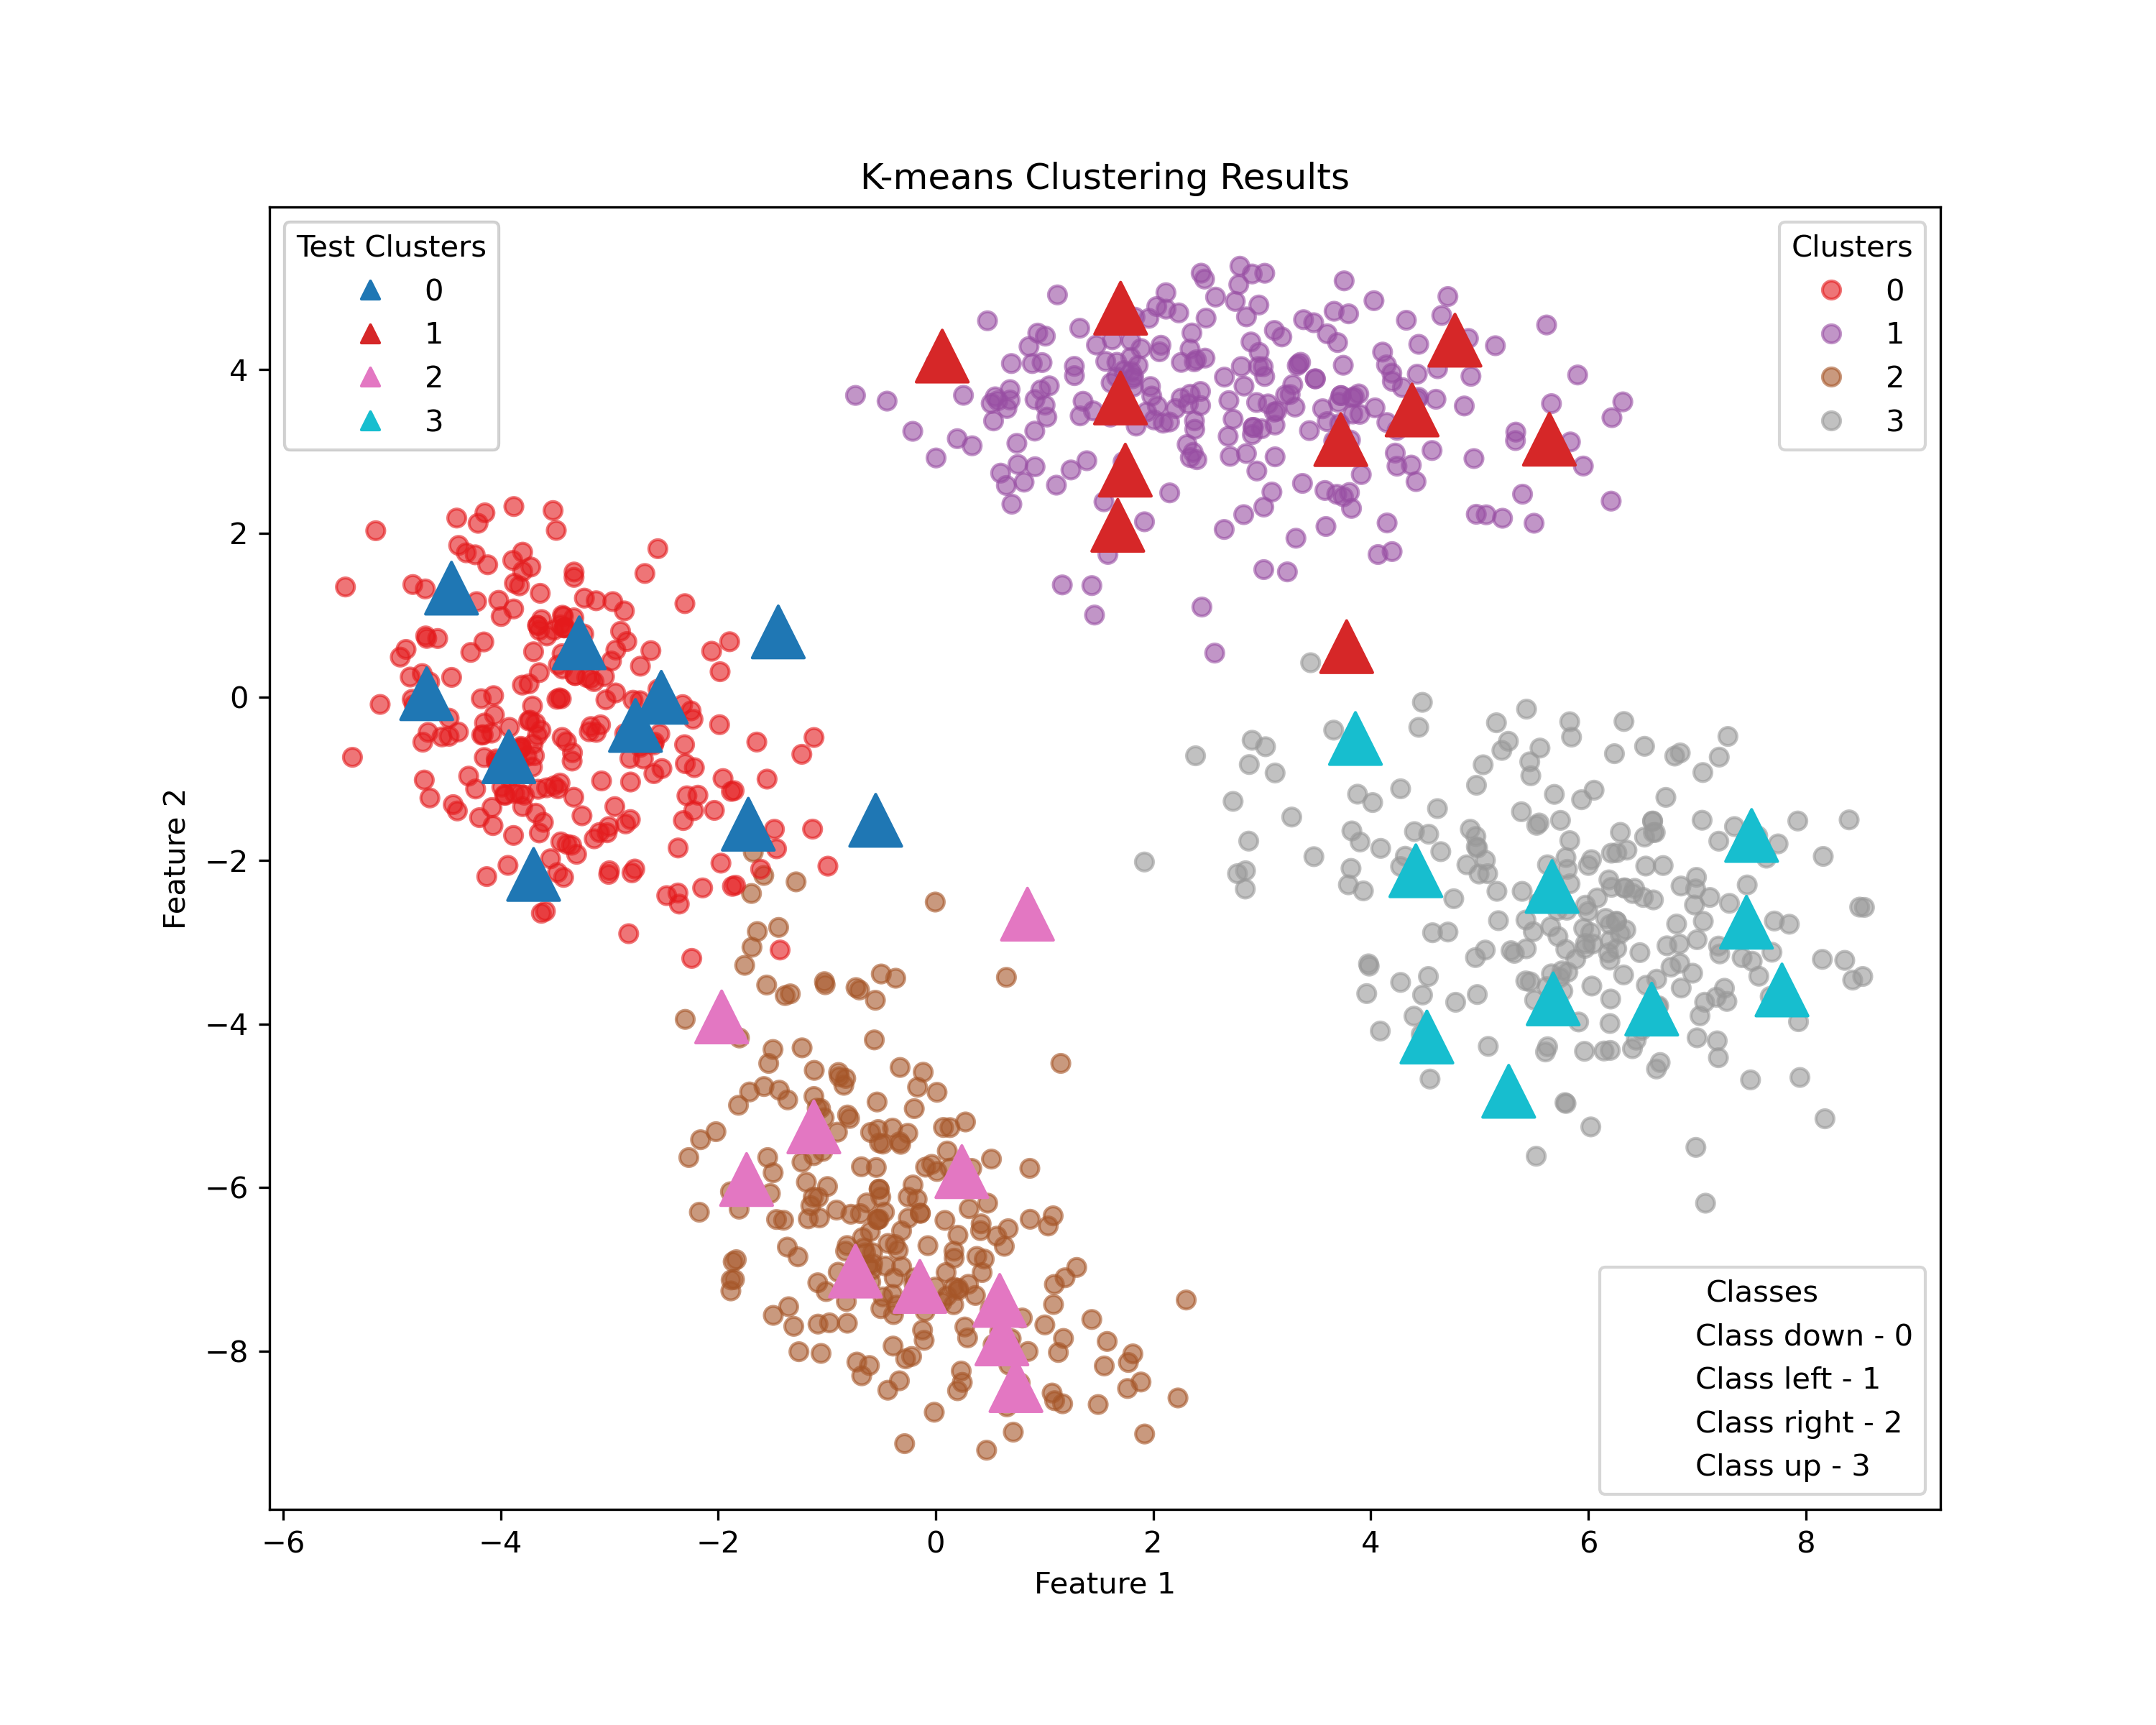 K-means Clustering Results
Test Clusters
0
1
2
3
Clusters
0
1
2
3
Classes
Class down - 0
Class left - 1
Class right - 2
Class up - 3
4
2
0
−2
−4
−6
−8
Feature 2
−6
−4
−2
0
2
4
6
8
Feature 1